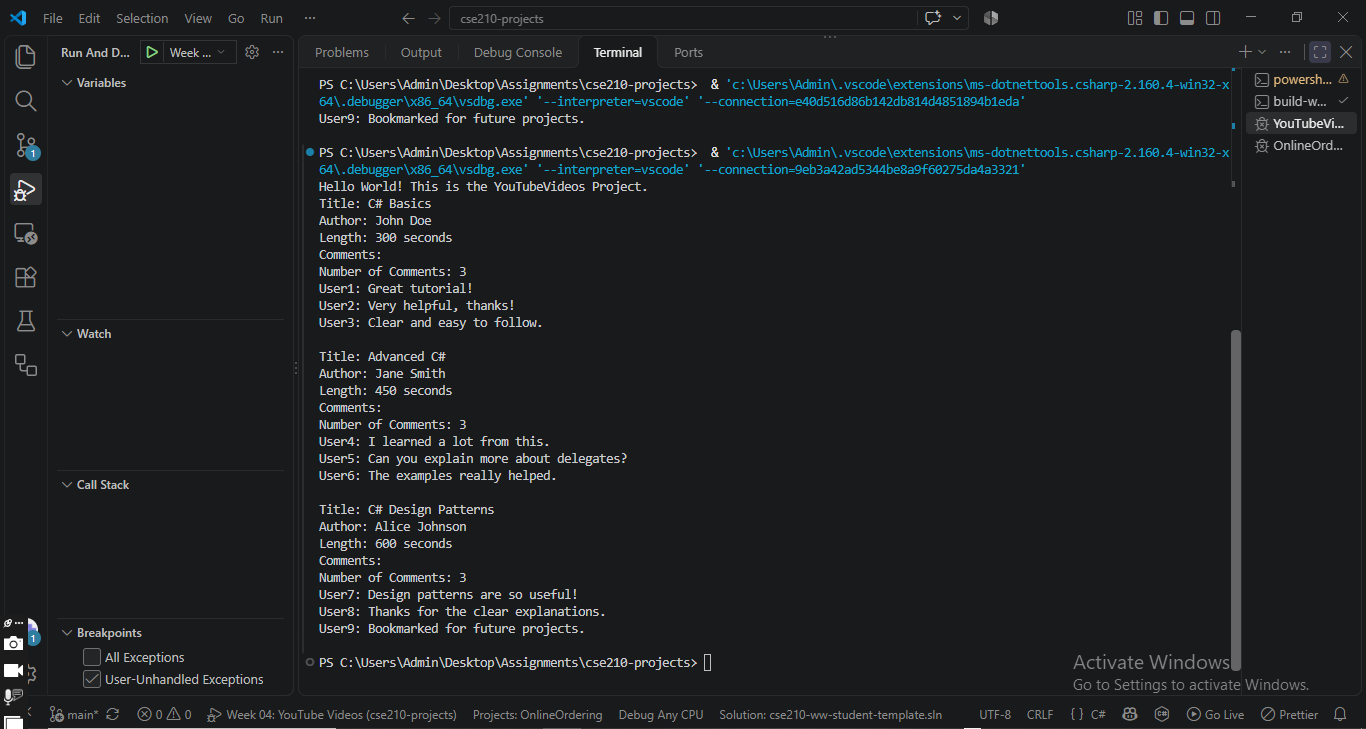 File Edit Selection View Go Run ··· cse210-projects
Run And D... Week ...
Problems Output Debug Console Terminal Ports
Variables
Watch
Call Stack
Breakpoints
All Exceptions
User-Unhandled Exceptions
1
1
PS C:\Users\Admin\Desktop\Assignments\cse210-projects> & 'c:\Users\Admin\.vscode\extensions\ms-dotnettools.csharp-2.160.4-win32-x
64\.debugger\x86_64\vsdbg.exe' '--interpreter=vscode' '--connection=e40d516d86b142db814d4851894b1eda'
User9: Bookmarked for future projects.
PS C:\Users\Admin\Desktop\Assignments\cse210-projects> & 'c:\Users\Admin\.vscode\extensions\ms-dotnettools.csharp-2.160.4-win32-x
64\.debugger\x86_64\vsdbg.exe' '--interpreter=vscode' '--connection=9eb3a42ad5344be8a9f60275da4a3321'
Hello World! This is the YouTubeVideos Project.
Title: C# Basics
Author: John Doe
Length: 300 seconds
Comments:
Number of Comments: 3
User1: Great tutorial!
User2: Very helpful, thanks!
User3: Clear and easy to follow.
Title: Advanced C#
Author: Jane Smith
Length: 450 seconds
Comments:
Number of Comments: 3
User4: I learned a lot from this.
User5: Can you explain more about delegates?
User6: The examples really helped.
Title: C# Design Patterns
Author: Alice Johnson
Length: 600 seconds
Comments:
Number of Comments: 3
User7: Design patterns are so useful!
User8: Thanks for the clear explanations.
User9: Bookmarked for future projects.
PS C:\Users\Admin\Desktop\Assignments\cse210-projects>
powersh...
build-w...
YouTubeVi...
OnlineOrd...
Activate Windows
Go to Settings to activate Windows.
main* 0 0 Week 04: YouTube Videos (cse210-projects) Projects: OnlineOrdering Debug Any CPU Solution: cse210-ww-student-template.sln UTF-8 CRLF {} C# Go Live Prettier